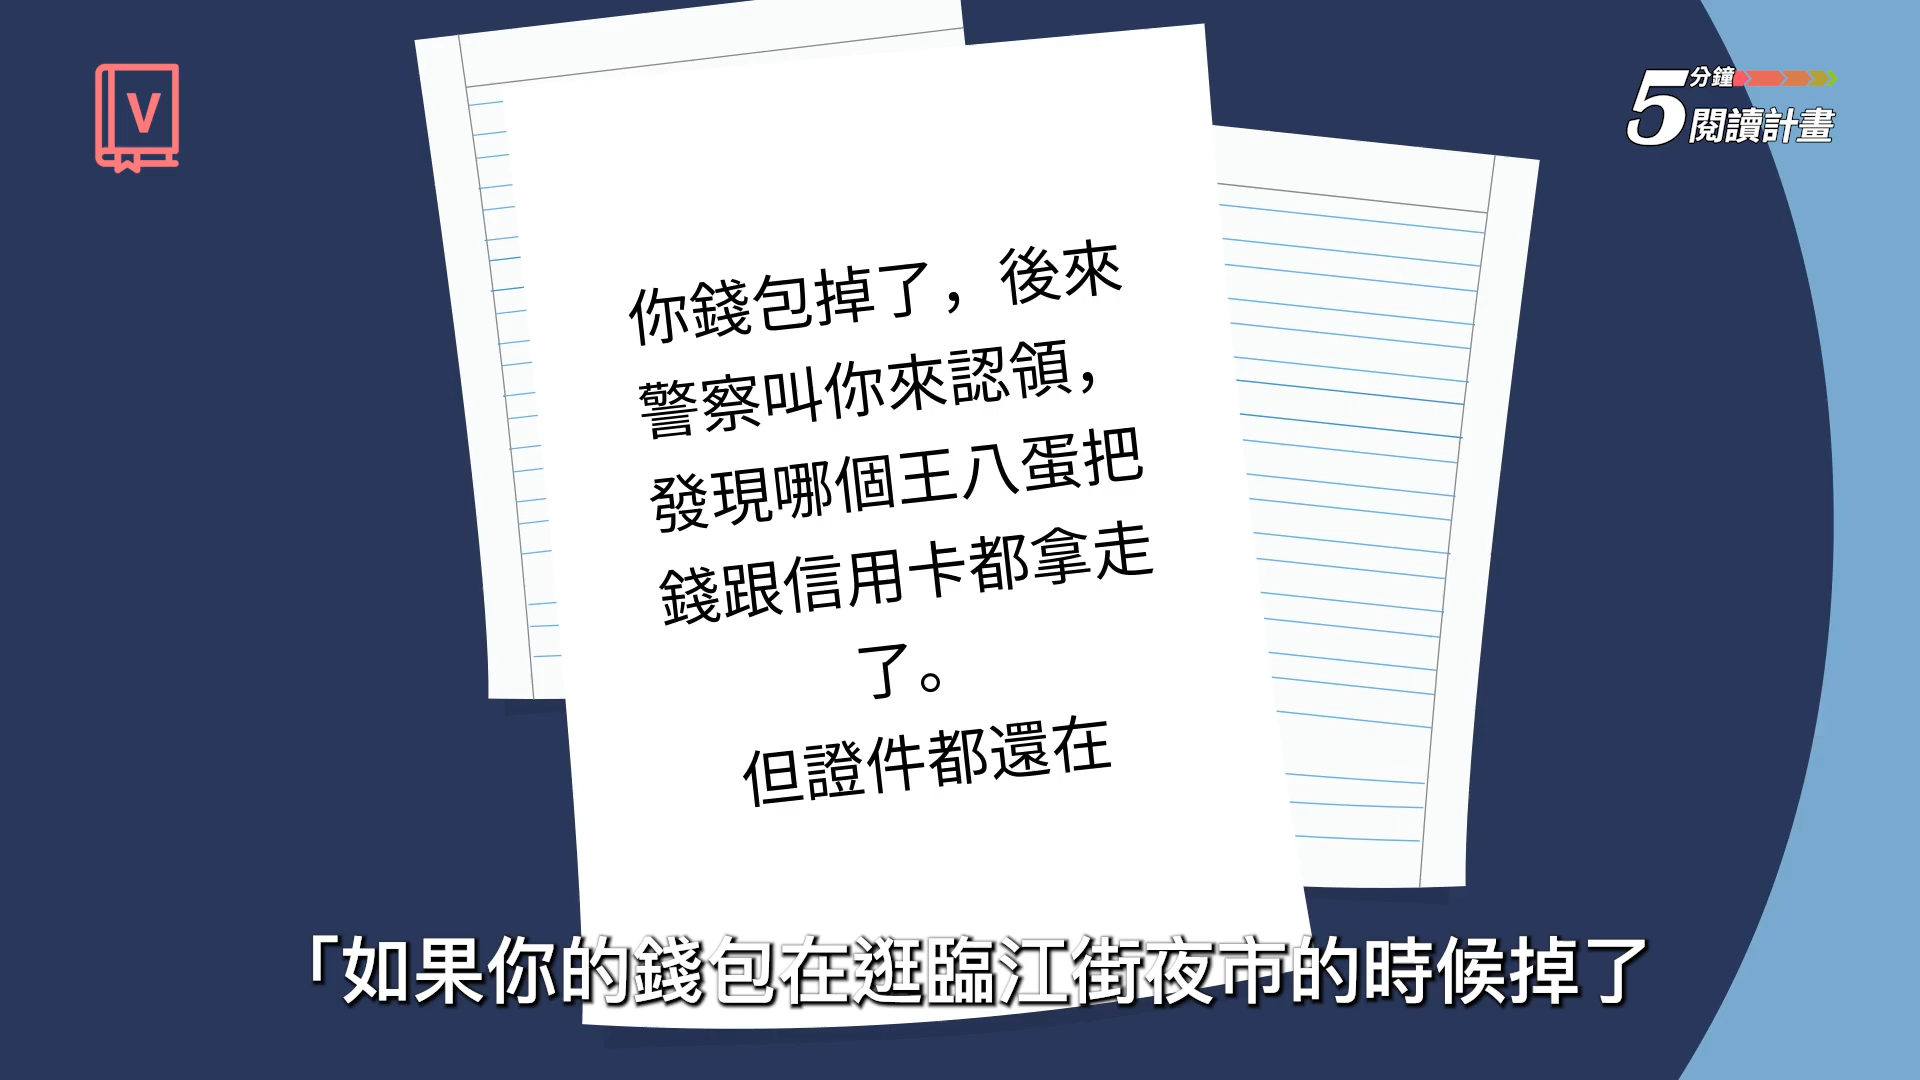 V
5分鐘
閱讀計畫
你錢包掉了，後來
警察叫你來認領，
發現哪個王八蛋把
錢跟信用卡都拿走
了。
但證件都還在
「如果你的錢包在逛臨江街夜市的時候掉了